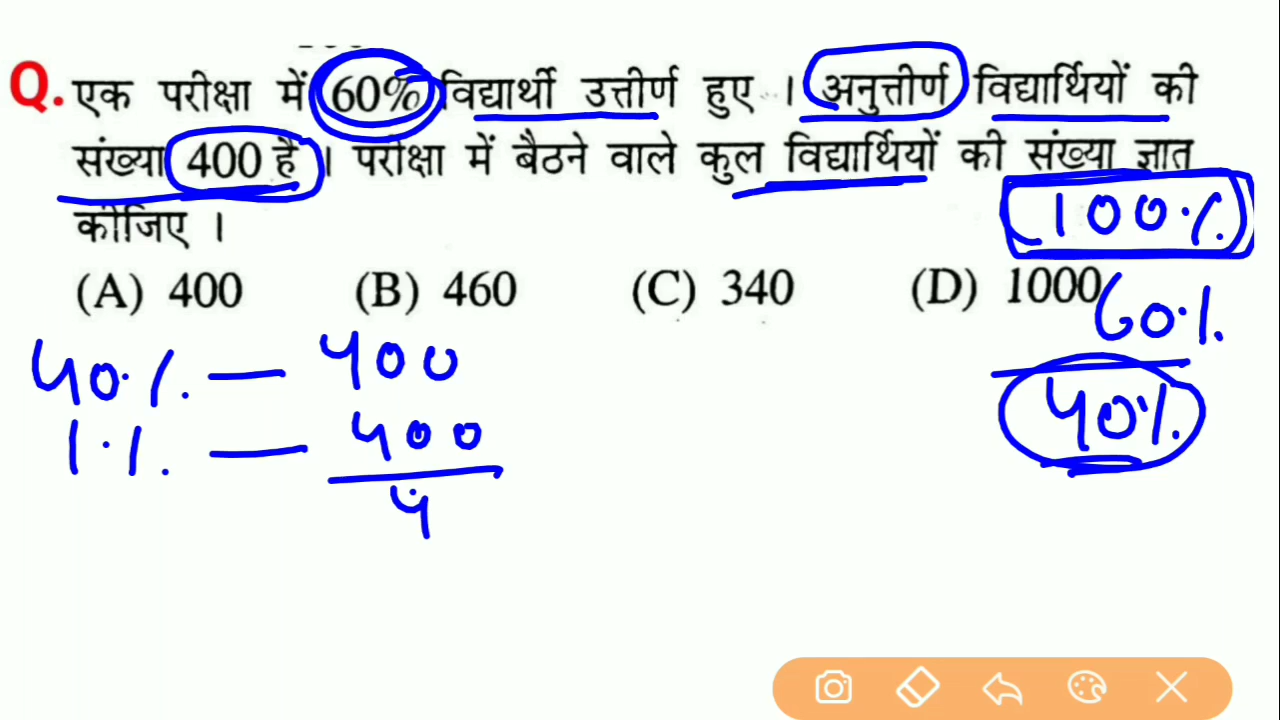 Q. एक परीक्षा में 60% विद्यार्थी उत्तीर्ण हुए । अनुत्तीर्ण विद्यार्थियों की
संख्या 400 है । परीक्षा में बैठने वाले कुल विद्यार्थियों की संख्या ज्ञात
कीजिए ।
100%
(A) 400 (B) 460 (C) 340 (D) 1000
60%
40% — 400
40%
1% — 400
4